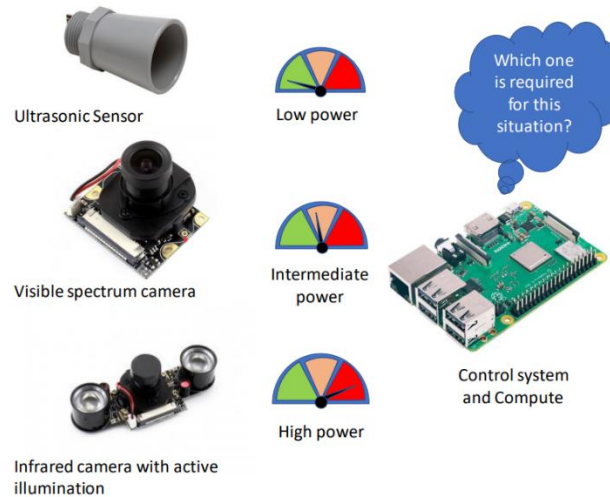 Which one
is required
for this
situation?
Ultrasonic Sensor
Low power
Visible spectrum camera
Intermediate
power
Control system
and Compute
High power
Infrared camera with active
illumination